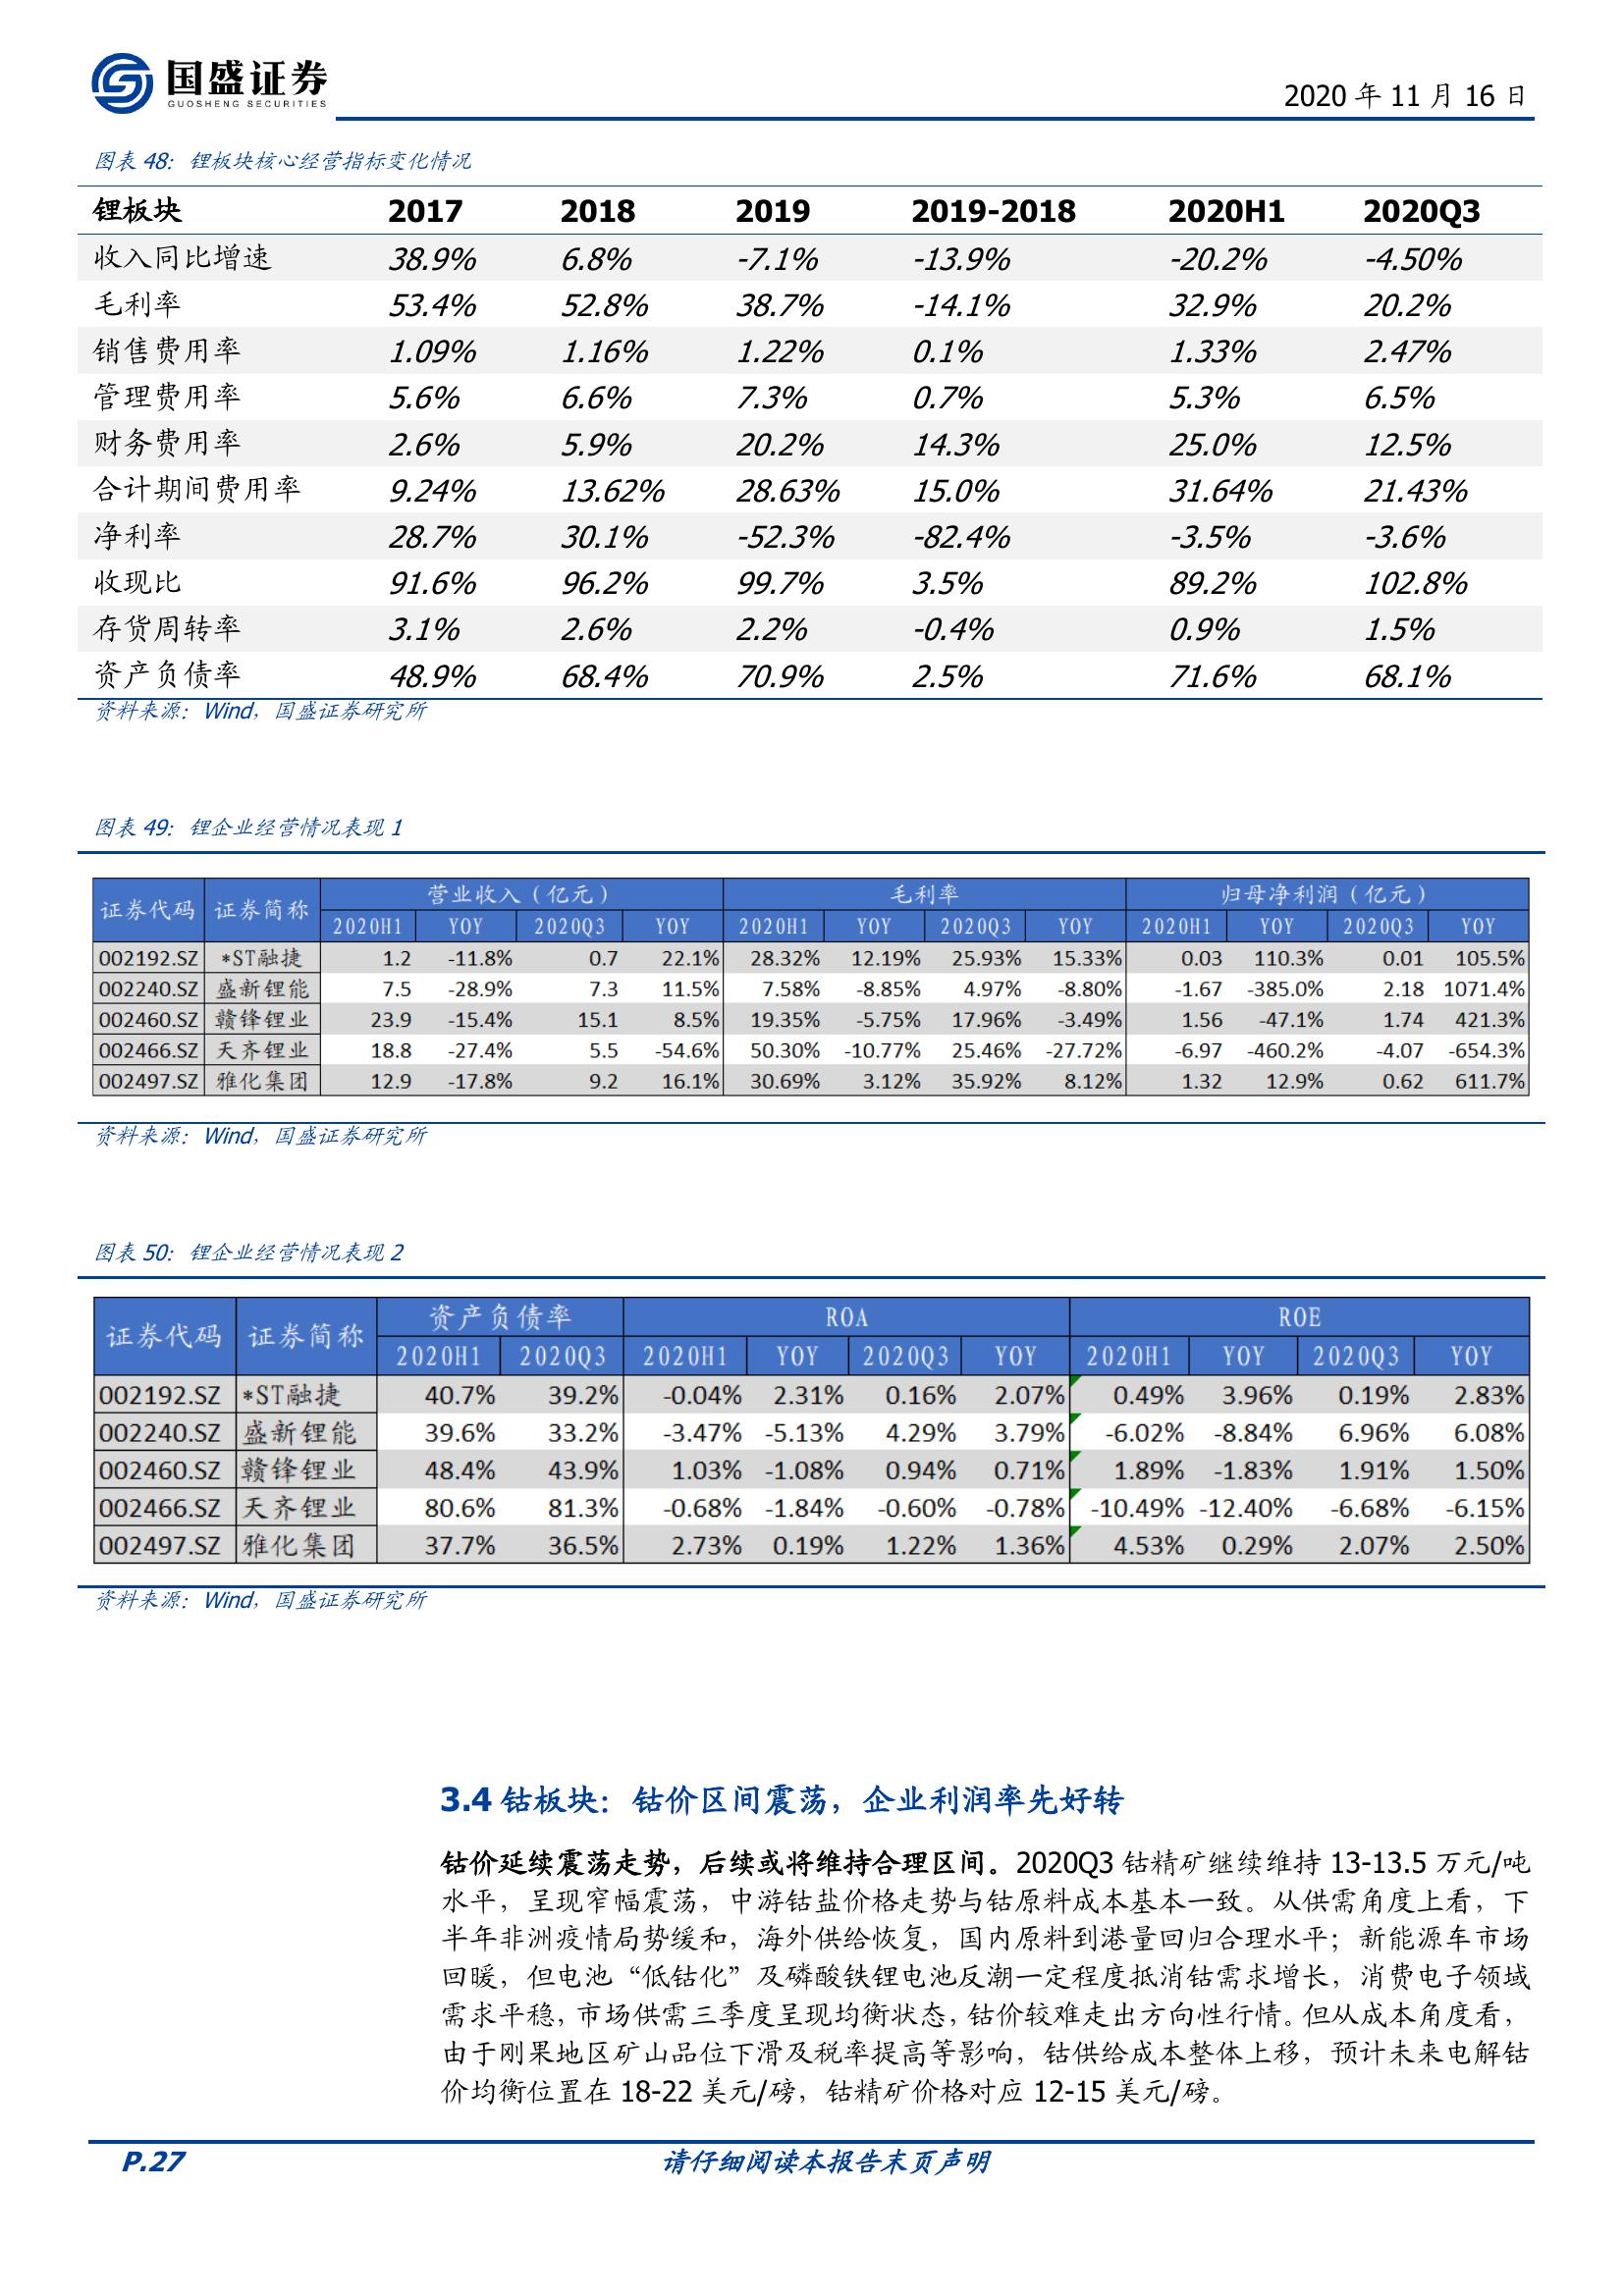 国盛证券
GUOSHENG SECURITIES
2020 年 11 月 16 日
图表 48：锂板块核心经营指标变化情况
锂板块 2017 2018 2019 2019-2018 2020H1 2020Q3
收入同比增速 38.9% 6.8% -7.1% -13.9% -20.2% -4.50%
毛利率 53.4% 52.8% 38.7% -14.1% 32.9% 20.2%
销售费用率 1.09% 1.16% 1.22% 0.1% 1.33% 2.47%
管理费用率 5.6% 6.6% 7.3% 0.7% 5.3% 6.5%
财务费用率 2.6% 5.9% 20.2% 14.3% 25.0% 12.5%
合计期间费用率 9.24% 13.62% 28.63% 15.0% 31.64% 21.43%
净利率 28.7% 30.1% -52.3% -82.4% -3.5% -3.6%
收现比 91.6% 96.2% 99.7% 3.5% 89.2% 102.8%
存货周转率 3.1% 2.6% 2.2% -0.4% 0.9% 1.5%
资产负债率 48.9% 68.4% 70.9% 2.5% 71.6% 68.1%
资料来源：Wind，国盛证券研究所
图表 49：锂企业经营情况表现 1
证券代码 证券简称 营业收入（亿元） 毛利率 归母净利润（亿元）
2020H1 YOY 2020Q3 YOY 2020H1 YOY 2020Q3 YOY 2020H1 YOY 2020Q3 YOY
002192.SZ *ST融捷 1.2 -11.8% 0.7 22.1% 28.32% 12.19% 25.93% 15.33% 0.03 110.3% 0.01 105.5%
002240.SZ 盛新锂能 7.5 -28.9% 7.3 11.5% 7.58% -8.85% 4.97% -8.80% -1.67 -385.0% 2.18 1071.4%
002460.SZ 赣锋锂业 23.9 -15.4% 15.1 8.5% 19.35% -5.75% 17.96% -3.49% 1.56 -47.1% 1.74 421.3%
002466.SZ 天齐锂业 18.8 -27.4% 5.5 -54.6% 50.30% -10.77% 25.46% -27.72% -6.97 -460.2% -4.07 -654.3%
002497.SZ 雅化集团 12.9 -17.8% 9.2 16.1% 30.69% 3.12% 35.92% 8.12% 1.32 12.9% 0.62 611.7%
资料来源：Wind，国盛证券研究所
图表 50：锂企业经营情况表现 2
证券代码 证券简称 资产负债率 ROA ROE
2020H1 2020Q3 2020H1 YOY 2020Q3 YOY 2020H1 YOY 2020Q3 YOY
002192.SZ *ST融捷 40.7% 39.2% -0.04% 2.31% 0.16% 2.07% 0.49% 3.96% 0.19% 2.83%
002240.SZ 盛新锂能 39.6% 33.2% -3.47% -5.13% 4.29% 3.79% -6.02% -8.84% 6.96% 6.08%
002460.SZ 赣锋锂业 48.4% 43.9% 1.03% -1.08% 0.94% 0.71% 1.89% -1.83% 1.91% 1.50%
002466.SZ 天齐锂业 80.6% 81.3% -0.68% -1.84% -0.60% -0.78% -10.49% -12.40% -6.68% -6.15%
002497.SZ 雅化集团 37.7% 36.5% 2.73% 0.19% 1.22% 1.36% 4.53% 0.29% 2.07% 2.50%
资料来源：Wind，国盛证券研究所
3.4 钴板块：钴价区间震荡，企业利润率先好转
钴价延续震荡走势，后续或将维持合理区间。2020Q3 钴精矿继续维持 13-13.5 万元/吨
水平，呈现窄幅震荡，中游钴盐价格走势与钴原料成本基本一致。从供需角度上看，下
半年非洲疫情局势缓和，海外供给恢复，国内原料到港量回归合理水平；新能源车市场
回暖，但电池“低钴化”及磷酸铁锂电池反潮一定程度抵消钴需求增长，消费电子领域
需求平稳，市场供需三季度呈现均衡状态，钴价较难走出方向性行情。但从成本角度看，
由于刚果地区矿山品位下滑及税率提高等影响，钴供给成本整体上移，预计未来电解钴
价均衡位置在 18-22 美元/磅，钴精矿价格对应 12-15 美元/磅。
P.27 请仔细阅读本报告末页声明